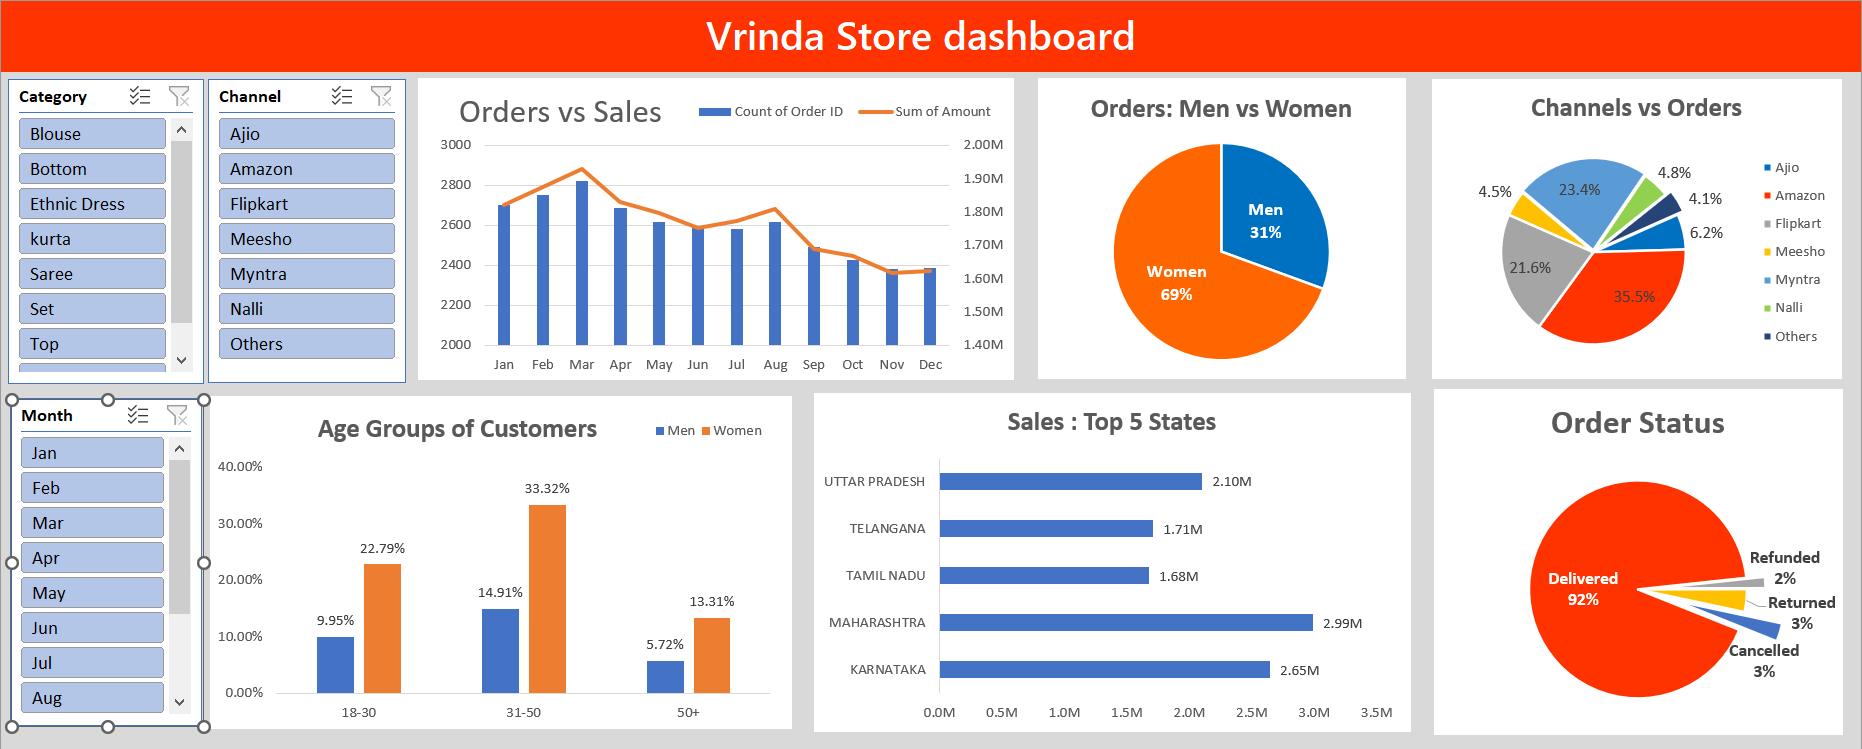 Vrinda Store dashboard
Category
Blouse
Bottom
Ethnic Dress
kurta
Saree
Set
Top
Channel
Ajio
Amazon
Flipkart
Meesho
Myntra
Nalli
Others
Orders vs Sales
Count of Order ID
Sum of Amount
3000
2800
2600
2400
2200
2000
2.00M
1.90M
1.80M
1.70M
1.60M
1.50M
1.40M
Jan Feb Mar Apr May Jun Jul Aug Sep Oct Nov Dec
Orders: Men vs Women
Men
31%
Women
69%
Channels vs Orders
4.8%
4.1%
6.2%
35.5%
21.6%
4.5%
23.4%
Ajio
Amazon
Flipkart
Meesho
Myntra
Nalli
Others
Month
Jan
Feb
Mar
Apr
May
Jun
Jul
Aug
Age Groups of Customers
Men Women
40.00%
30.00%
20.00%
10.00%
0.00%
9.95%
22.79%
14.91%
33.32%
5.72%
13.31%
18-30 31-50 50+
Sales : Top 5 States
UTTAR PRADESH 2.10M
TELANGANA 1.71M
TAMIL NADU 1.68M
MAHARASHTRA 2.99M
KARNATAKA 2.65M
0.0M 0.5M 1.0M 1.5M 2.0M 2.5M 3.0M 3.5M
Order Status
Delivered
92%
Refunded
2%
Returned
3%
Cancelled
3%